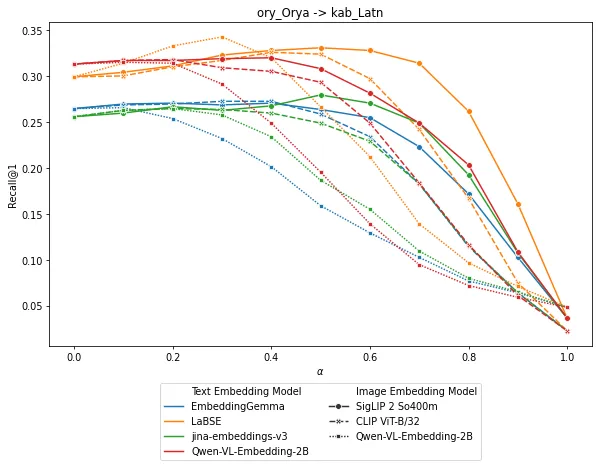 ory_Orya -> kab_Latn
0.35
0.30
0.25
0.20
0.15
0.10
0.05
Recall@1
0.0 0.2 0.4 0.6 0.8 1.0
α
Text Embedding Model
EmbeddingGemma
LaBSE
jina-embeddings-v3
Qwen-VL-Embedding-2B
Image Embedding Model
SigLIP 2 So400m
CLIP ViT-B/32
Qwen-VL-Embedding-2B